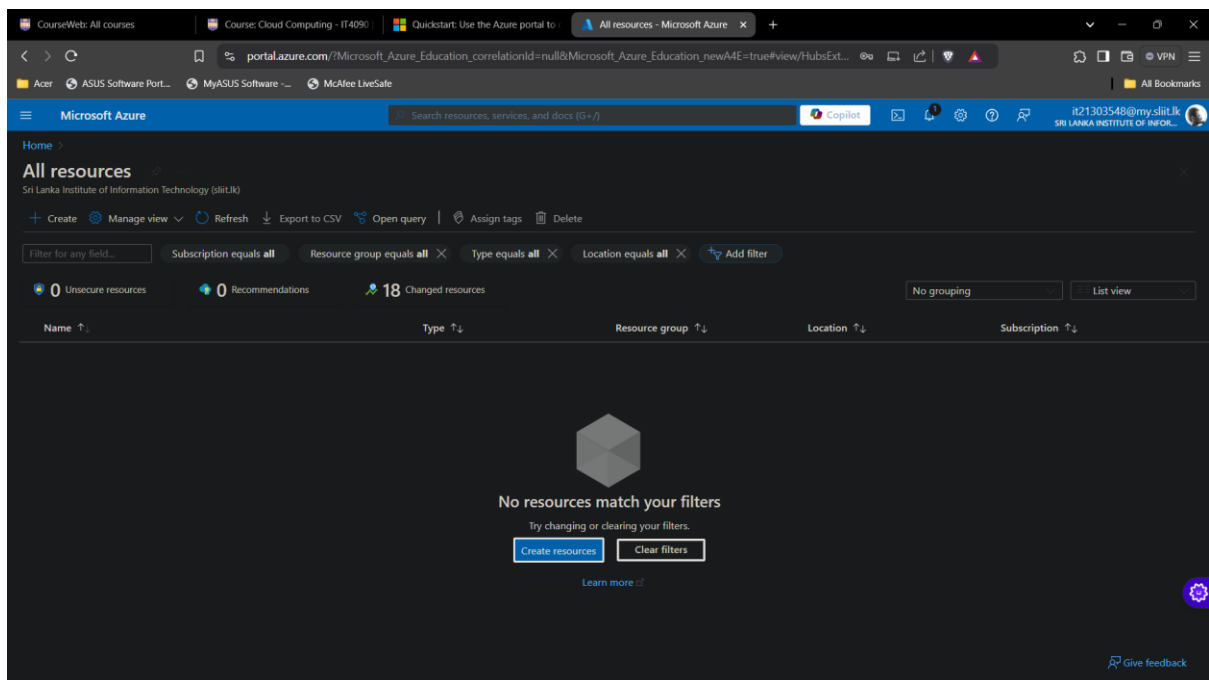 CourseWeb: All courses
Course: Cloud Computing - IT4090
Quickstart: Use the Azure portal to
All resources - Microsoft Azure
portal.azure.com/?Microsoft_Azure_Education_correlationId=null&Microsoft_Azure_Education_newA4E=true#view/HubsExt...
VPN
Acer
ASUS Software Port...
MyASUS Software -...
McAfee LiveSafe
All Bookmarks
Microsoft Azure
Search resources, services, and docs (G+/)
Copilot
1
it21303548@my.sliit.lk
SRI LANKA INSTITUTE OF INFOR...
Home >
All resources
Sri Lanka Institute of Information Technology (sliit.lk)
Create
Manage view
Refresh
Export to CSV
Open query
Assign tags
Delete
Filter for any field...
Subscription equals all
Resource group equals all
Type equals all
Location equals all
Add filter
0 Unsecure resources
0 Recommendations
18 Changed resources
No grouping
List view
Name ↑↓
Type ↑↓
Resource group ↑↓
Location ↑↓
Subscription ↑↓
No resources match your filters
Try changing or clearing your filters.
Create resources
Clear filters
Learn more
Give feedback